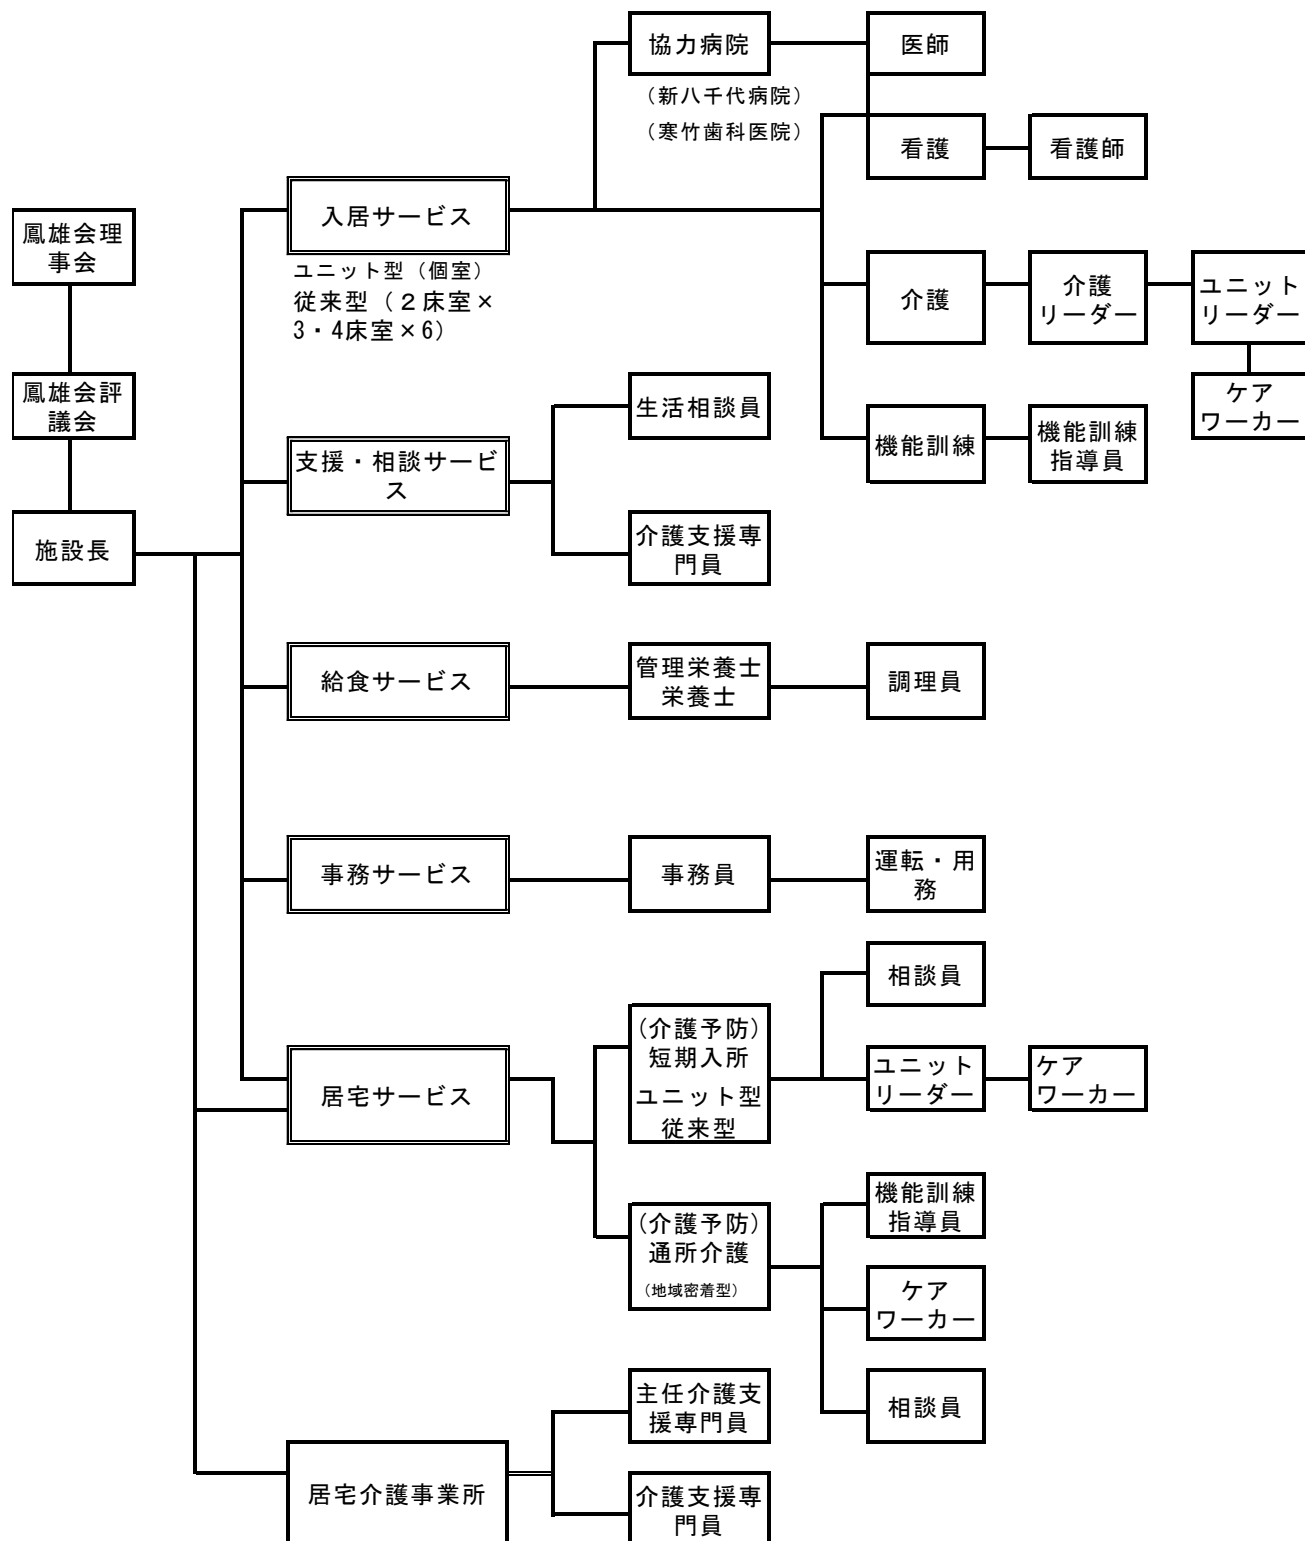 鳳雄会理
事会
鳳雄会評
議会
施設長
入居サービス
ユニット型（個室）
従来型（２床室×
3・4床室×6）
協力病院
（新八千代病院）
（寒竹歯科医院）
医師
看護
看護師
介護
介護
リーダー
ユニット
リーダー
ケア
ワーカー
機能訓練
機能訓練
指導員
支援・相談サービ
ス
生活相談員
介護支援専
門員
給食サービス
管理栄養士
栄養士
調理員
事務サービス
事務員
運転・用
務
居宅サービス
(介護予防)
短期入所
ユニット型
従来型
相談員
ユニット
リーダー
ケア
ワーカー
(介護予防)
通所介護
(地域密着型)
機能訓練
指導員
ケア
ワーカー
相談員
居宅介護事業所
主任介護支
援専門員
介護支援専
門員